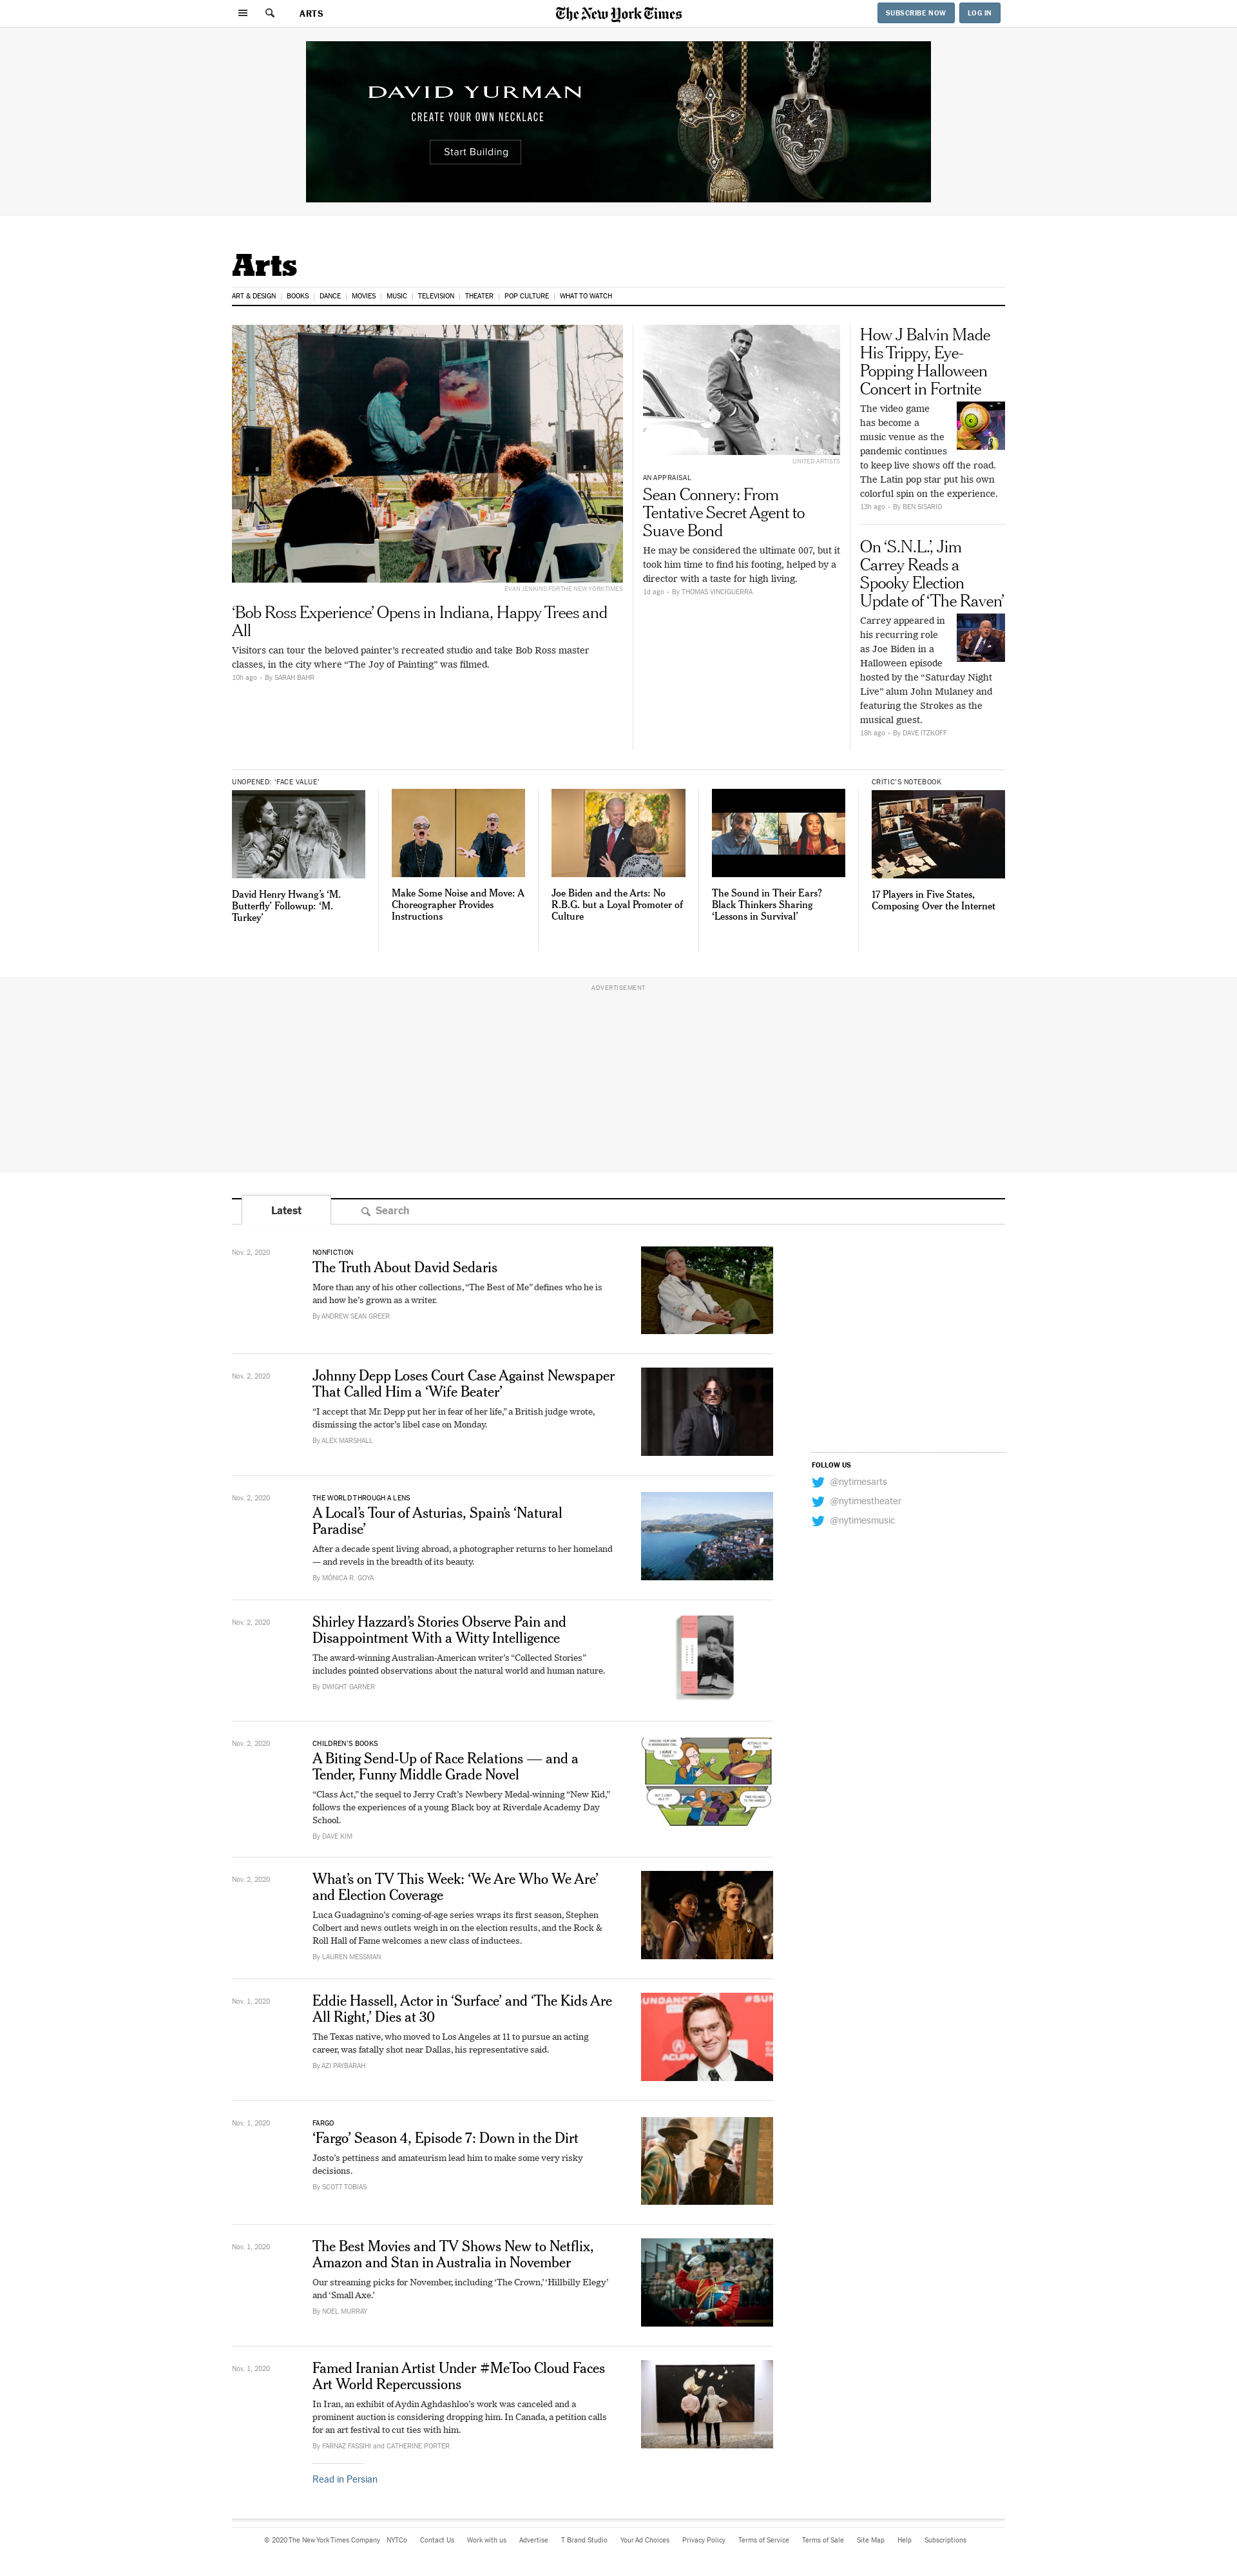 ARTS
The New York Times
SUBSCRIBE NOW
LOG IN
DAVID YURMAN
CREATE YOUR OWN NECKLACE
Start Building
Arts
ART & DESIGN
BOOKS
DANCE
MOVIES
MUSIC
TELEVISION
THEATER
POP CULTURE
WHAT TO WATCH
EVAN JENKINS FOR THE NEW YORK TIMES
‘Bob Ross Experience’ Opens in Indiana, Happy Trees and
All
Visitors can tour the beloved painter’s recreated studio and take Bob Ross master
classes, in the city where “The Joy of Painting” was filmed.
10h ago - By SARAH BAHR
UNITED ARTISTS
AN APPRAISAL
Sean Connery: From
Tentative Secret Agent to
Suave Bond
He may be considered the ultimate 007, but it
took him time to find his footing, helped by a
director with a taste for high living.
1d ago - By THOMAS VINCIGUERRA
How J Balvin Made
His Trippy, Eye-
Popping Halloween
Concert in Fortnite
The video game
has become a
music venue as the
pandemic continues
to keep live shows off the road.
The Latin pop star put his own
colorful spin on the experience.
13h ago - By BEN SISARIO
On ‘S.N.L.’, Jim
Carrey Reads a
Spooky Election
Update of ‘The Raven’
Carrey appeared in
his recurring role
as Joe Biden in a
Halloween episode
hosted by the “Saturday Night
Live” alum John Mulaney and
featuring the Strokes as the
musical guest.
18h ago - By DAVE ITZKOFF
UNOPENED: ‘FACE VALUE’
David Henry Hwang’s ‘M.
Butterfly’ Followup: ‘M.
Turkey’
Make Some Noise and Move: A
Choreographer Provides
Instructions
Joe Biden and the Arts: No
R.B.G. but a Loyal Promoter of
Culture
The Sound in Their Ears?
Black Thinkers Sharing
‘Lessons in Survival’
CRITIC’S NOTEBOOK
17 Players in Five States,
Composing Over the Internet
ADVERTISEMENT
Latest
Search
Nov. 2, 2020
NONFICTION
The Truth About David Sedaris
More than any of his other collections, “The Best of Me” defines who he is
and how he’s grown as a writer.
By ANDREW SEAN GREER
Nov. 2, 2020
Johnny Depp Loses Court Case Against Newspaper
That Called Him a ‘Wife Beater’
“I accept that Mr. Depp put her in fear of her life,” a British judge wrote,
dismissing the actor’s libel case on Monday.
By ALEX MARSHALL
FOLLOW US
@nytimesarts
@nytimestheater
@nytimesmusic
Nov. 2, 2020
THE WORLD THROUGH A LENS
A Local’s Tour of Asturias, Spain’s ‘Natural
Paradise’
After a decade spent living abroad, a photographer returns to her homeland
— and revels in the breadth of its beauty.
By MÓNICA R. GOYA
Nov. 2, 2020
Shirley Hazzard’s Stories Observe Pain and
Disappointment With a Witty Intelligence
The award-winning Australian-American writer’s “Collected Stories”
includes pointed observations about the natural world and human nature.
By DWIGHT GARNER
Nov. 2, 2020
CHILDREN’S BOOKS
A Biting Send-Up of Race Relations — and a
Tender, Funny Middle Grade Novel
“Class Act,” the sequel to Jerry Craft’s Newbery Medal-winning “New Kid,”
follows the experiences of a young Black boy at Riverdale Academy Day
School.
By DAVE KIM
Nov. 2, 2020
What’s on TV This Week: ‘We Are Who We Are’
and Election Coverage
Luca Guadagnino’s coming-of-age series wraps its first season, Stephen
Colbert and news outlets weigh in on the election results, and the Rock &
Roll Hall of Fame welcomes a new class of inductees.
By LAUREN MESSMAN
Nov. 1, 2020
Eddie Hassell, Actor in ‘Surface’ and ‘The Kids Are
All Right,’ Dies at 30
The Texas native, who moved to Los Angeles at 11 to pursue an acting
career, was fatally shot near Dallas, his representative said.
By AZI PAYBARAH
Nov. 1, 2020
FARGO
‘Fargo’ Season 4, Episode 7: Down in the Dirt
Josto’s pettiness and amateurism lead him to make some very risky
decisions.
By SCOTT TOBIAS
Nov. 1, 2020
The Best Movies and TV Shows New to Netflix,
Amazon and Stan in Australia in November
Our streaming picks for November, including ‘The Crown,’ ‘Hillbilly Elegy’
and ‘Small Axe.’
By NOEL MURRAY
Nov. 1, 2020
Famed Iranian Artist Under #MeToo Cloud Faces
Art World Repercussions
In Iran, an exhibit of Aydin Aghdashloo’s work was canceled and a
prominent auction is considering dropping him. In Canada, a petition calls
for an art festival to cut ties with him.
By FARNAZ FASSIHI and CATHERINE PORTER
Read in Persian
© 2020 The New York Times Company
NYTCo
Contact Us
Work with us
Advertise
T Brand Studio
Your Ad Choices
Privacy Policy
Terms of Service
Terms of Sale
Site Map
Help
Subscriptions